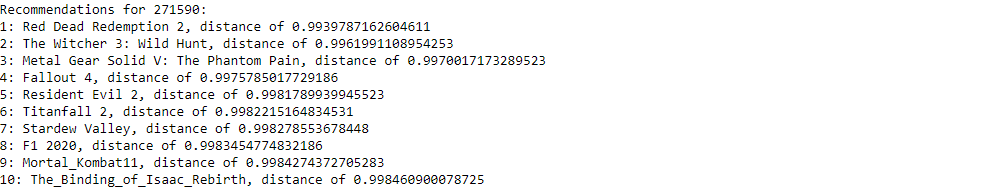 Recommendations for 271590:
1: Red Dead Redemption 2, distance of 0.9939787162604611
2: The Witcher 3: Wild Hunt, distance of 0.9961991108954253
3: Metal Gear Solid V: The Phantom Pain, distance of 0.9970017173289523
4: Fallout 4, distance of 0.9975785017729186
5: Resident Evil 2, distance of 0.9981789939945523
6: Titanfall 2, distance of 0.9982215164834531
7: Stardew Valley, distance of 0.998278553678448
8: F1 2020, distance of 0.9983454774832186
9: Mortal_Kombat11, distance of 0.9984274372705283
10: The_Binding_of_Isaac_Rebirth, distance of 0.998460900078725